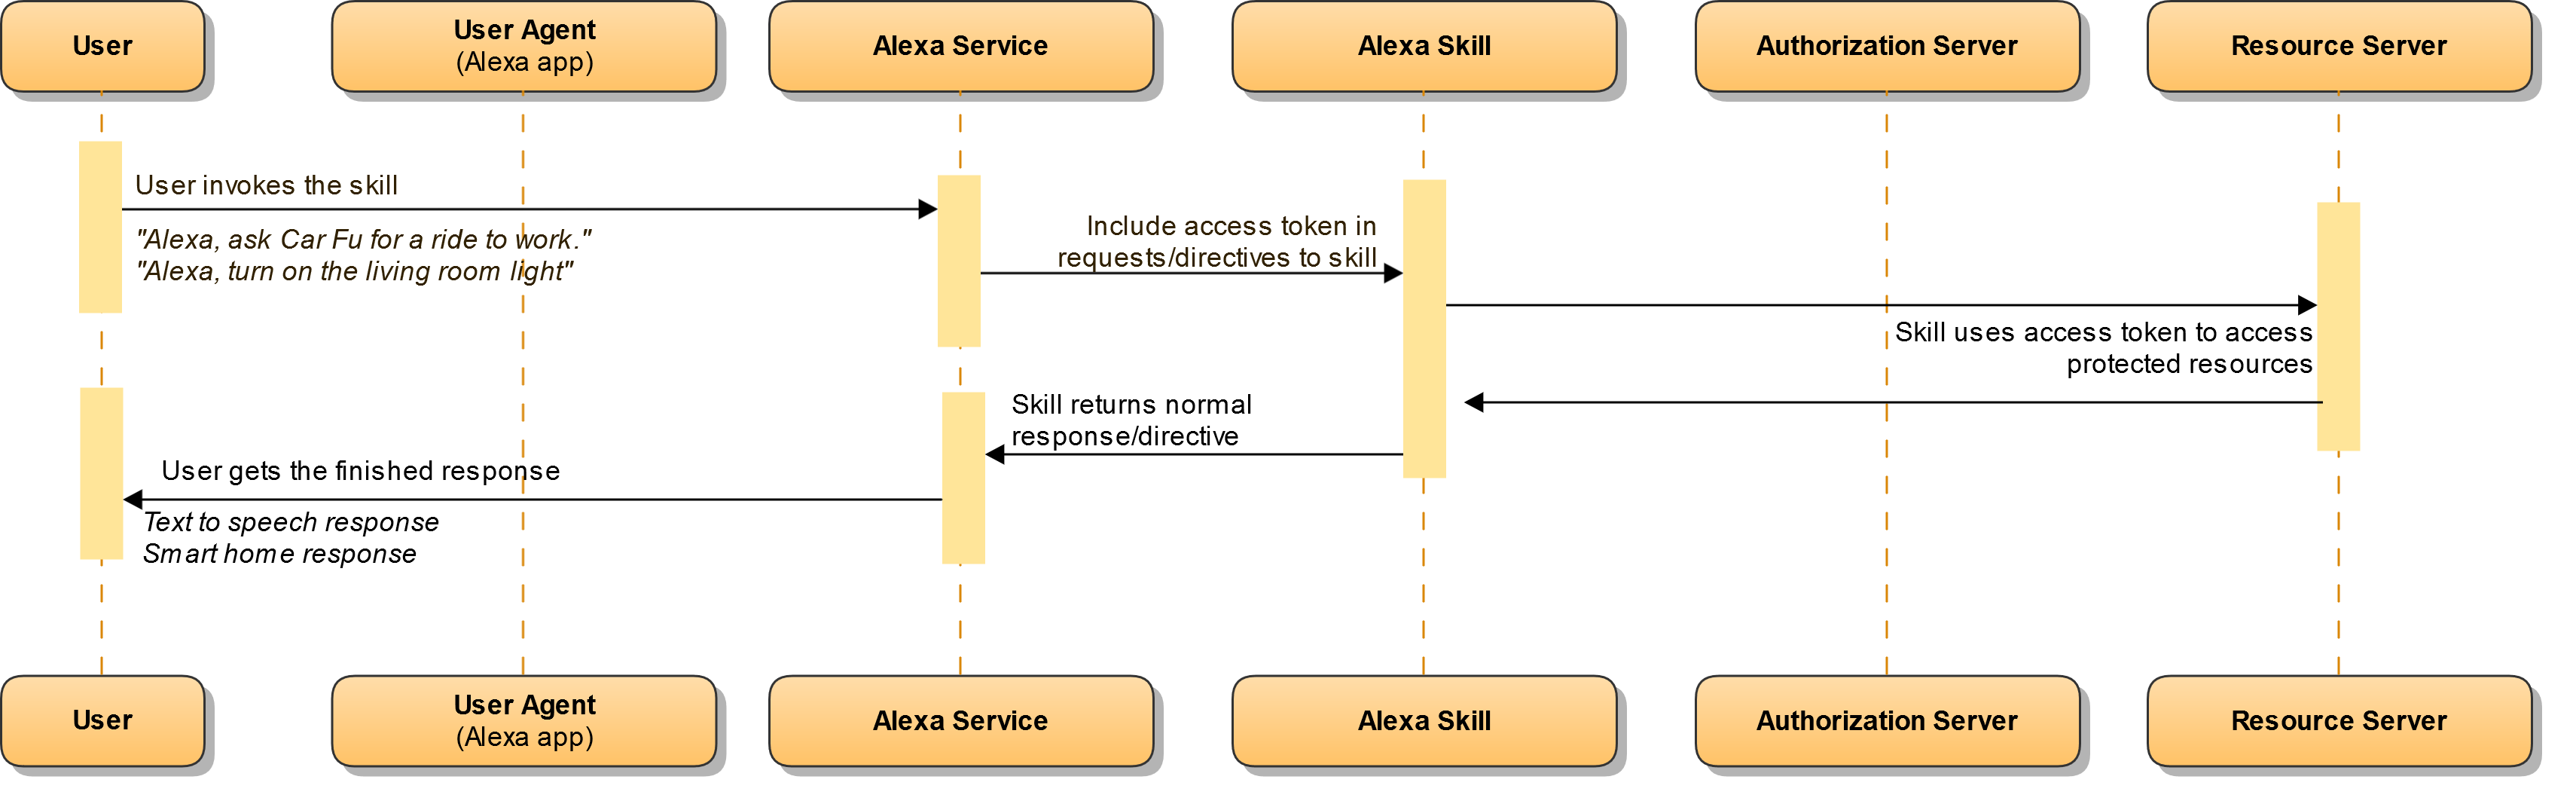 User
User Agent
(Alexa app)
Alexa Service
Alexa Skill
Authorization Server
Resource Server
User invokes the skill
"Alexa, ask Car Fu for a ride to work."
"Alexa, turn on the living room light"
Include access token in
requests/directives to skill
Skill uses access token to access
protected resources
Skill returns normal
response/directive
User gets the finished response
Text to speech response
Smart home response
User
User Agent
(Alexa app)
Alexa Service
Alexa Skill
Authorization Server
Resource Server